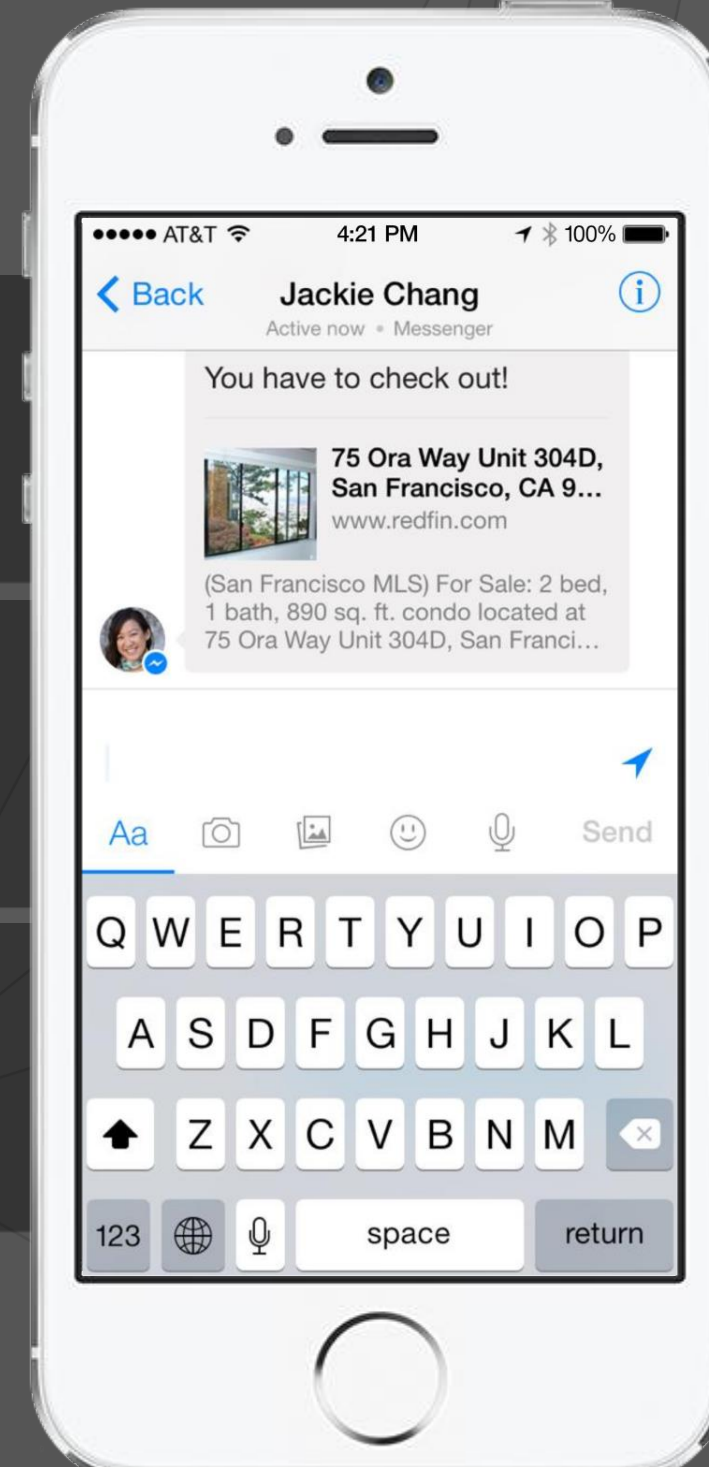 AT&T 4:21 PM 100%
Back Jackie Chang i
Active now • Messenger
You have to check out!
75 Ora Way Unit 304D,
San Francisco, CA 9...
www.redfin.com
(San Francisco MLS) For Sale: 2 bed,
1 bath, 890 sq. ft. condo located at
75 Ora Way Unit 304D, San Franci...
Aa Send
Q W E R T Y U I O P
A S D F G H J K L
Z X C V B N M
123 space return